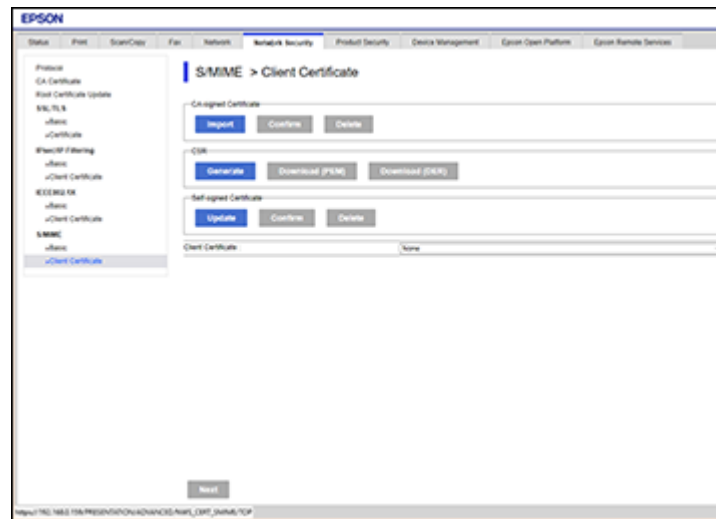 EPSON
Status Print Scan/Copy Fax Network Network Security Product Security Device Management Epson Open Platform Epson Remote Services
Protocol
CA Certificate
Root Certificate Update
SSL/TLS
»Basic
»Certificate
IPsec/IP Filtering
»Basic
»Client Certificate
IEEE802.1X
»Basic
»Client Certificate
S/MIME
»Basic
»Client Certificate
S/MIME > Client Certificate
CA-signed Certificate
Import Confirm Delete
CSR
Generate Download (PEM) Download (DER)
Self-signed Certificate
Update Confirm Delete
Client Certificate : None
Next